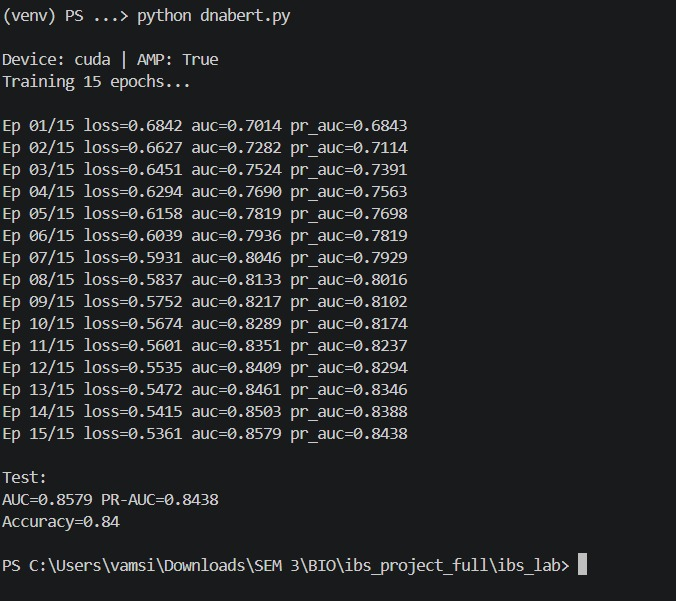 (venv) PS ...> python dnabert.py
Device: cuda | AMP: True
Training 15 epochs...
Ep 01/15 loss=0.6842 auc=0.7014 pr_auc=0.6843
Ep 02/15 loss=0.6627 auc=0.7282 pr_auc=0.7114
Ep 03/15 loss=0.6451 auc=0.7524 pr_auc=0.7391
Ep 04/15 loss=0.6294 auc=0.7690 pr_auc=0.7563
Ep 05/15 loss=0.6158 auc=0.7819 pr_auc=0.7698
Ep 06/15 loss=0.6039 auc=0.7936 pr_auc=0.7819
Ep 07/15 loss=0.5931 auc=0.8046 pr_auc=0.7929
Ep 08/15 loss=0.5837 auc=0.8133 pr_auc=0.8016
Ep 09/15 loss=0.5752 auc=0.8217 pr_auc=0.8102
Ep 10/15 loss=0.5674 auc=0.8289 pr_auc=0.8174
Ep 11/15 loss=0.5601 auc=0.8351 pr_auc=0.8237
Ep 12/15 loss=0.5535 auc=0.8409 pr_auc=0.8294
Ep 13/15 loss=0.5472 auc=0.8461 pr_auc=0.8346
Ep 14/15 loss=0.5415 auc=0.8503 pr_auc=0.8388
Ep 15/15 loss=0.5361 auc=0.8579 pr_auc=0.8438
Test:
AUC=0.8579 PR-AUC=0.8438
Accuracy=0.84
PS C:\Users\vamsi\Downloads\SEM 3\BIO\ibs_project_full\ibs_lab>